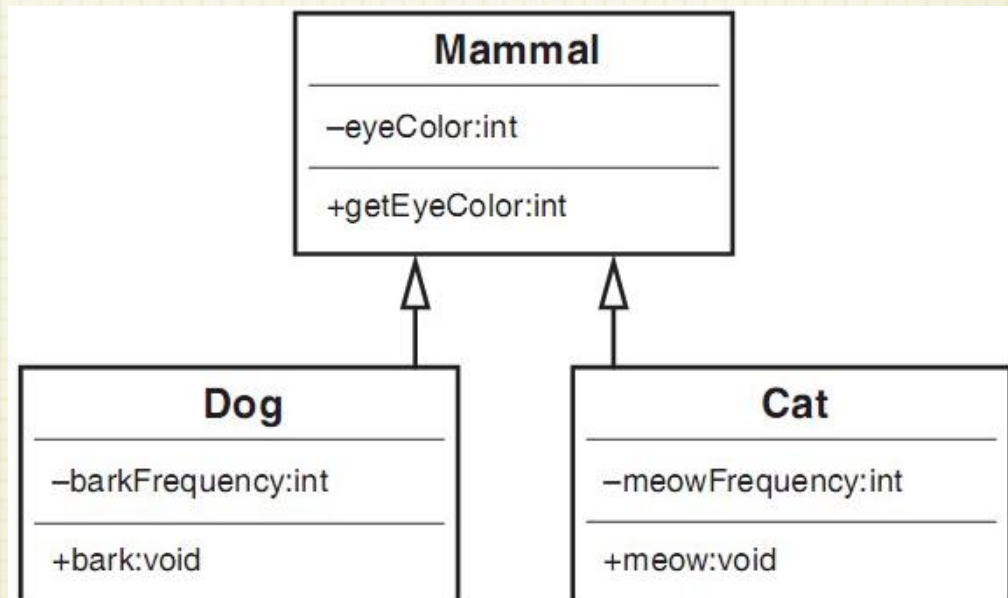 Mammal
–eyeColor:int
+getEyeColor:int
Dog
–barkFrequency:int
+bark:void
Cat
–meowFrequency:int
+meow:void